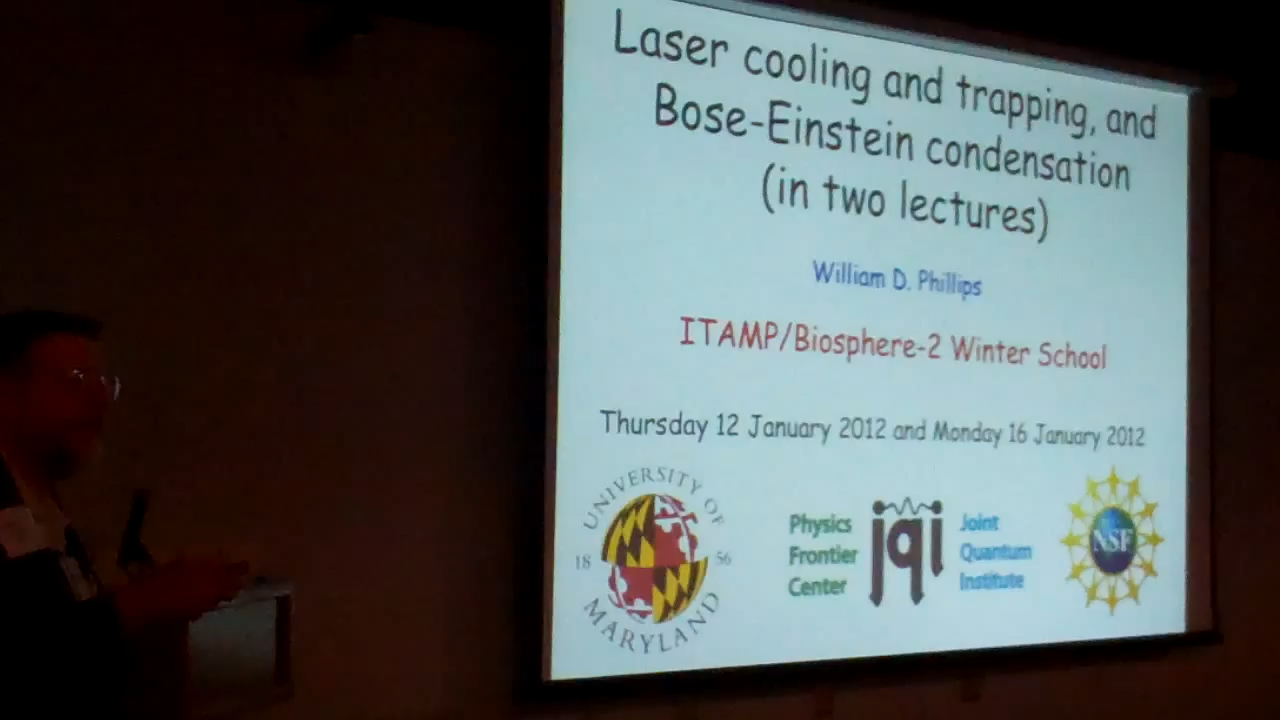 Laser cooling and trapping, and
Bose-Einstein condensation
(in two lectures)
William D. Phillips
ITAMP/Biosphere-2 Winter School
Thursday 12 January 2012 and Monday 16 January 2012
UNIVERSITY OF
18 56
MARYLAND
Physics
Frontier
Center
jqi
Joint
Quantum
Institute
NSF